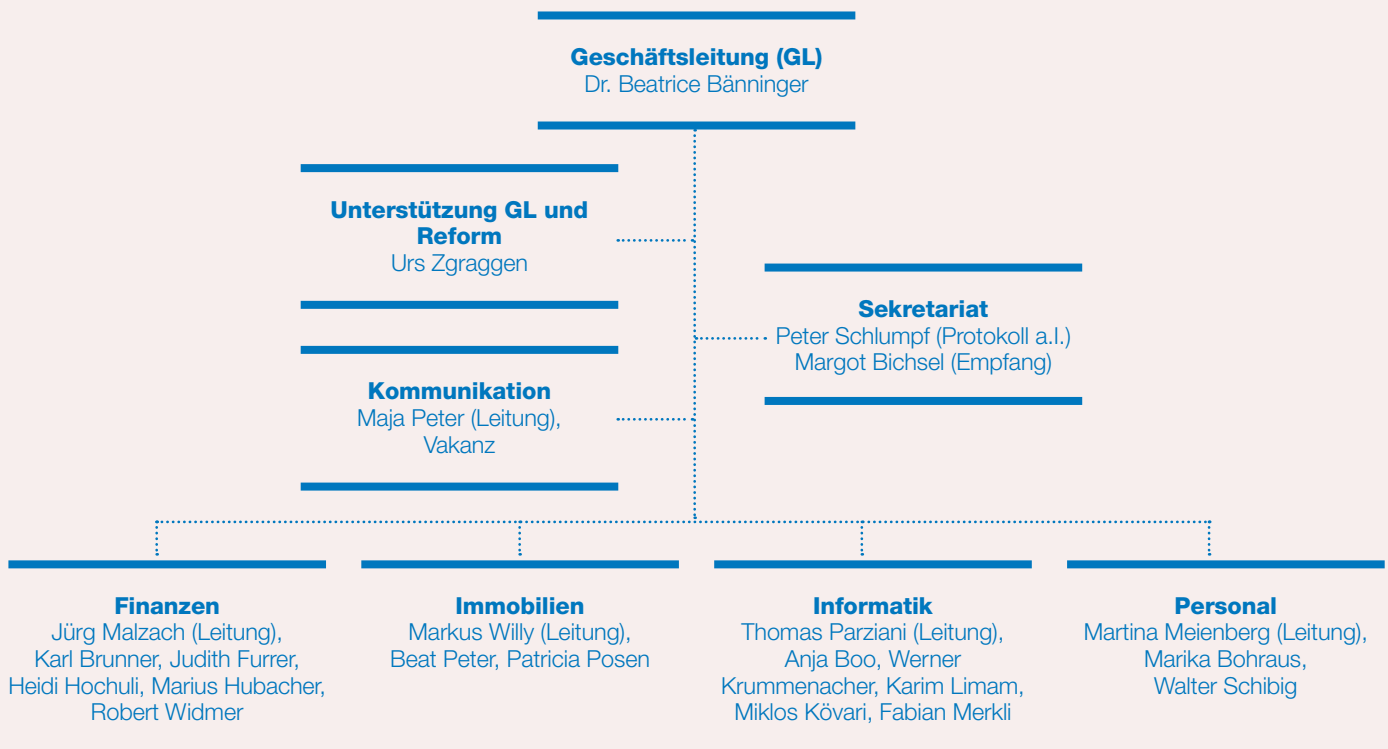 Geschäftsleitung (GL)
Dr. Beatrice Bänninger
Unterstützung GL und
Reform
Urs Zgraggen
Sekretariat
Peter Schlumpf (Protokoll a.I.)
Margot Bichsel (Empfang)
Kommunikation
Maja Peter (Leitung),
Vakanz
Finanzen
Jürg Malzach (Leitung),
Karl Brunner, Judith Furrer,
Heidi Hochuli, Marius Hubacher,
Robert Widmer
Immobilien
Markus Willy (Leitung),
Beat Peter, Patricia Posen
Informatik
Thomas Parziani (Leitung),
Anja Boo, Werner
Krummenacher, Karim Limam,
Miklos Kövari, Fabian Merkli
Personal
Martina Meienberg (Leitung),
Marika Bohraus,
Walter Schibig